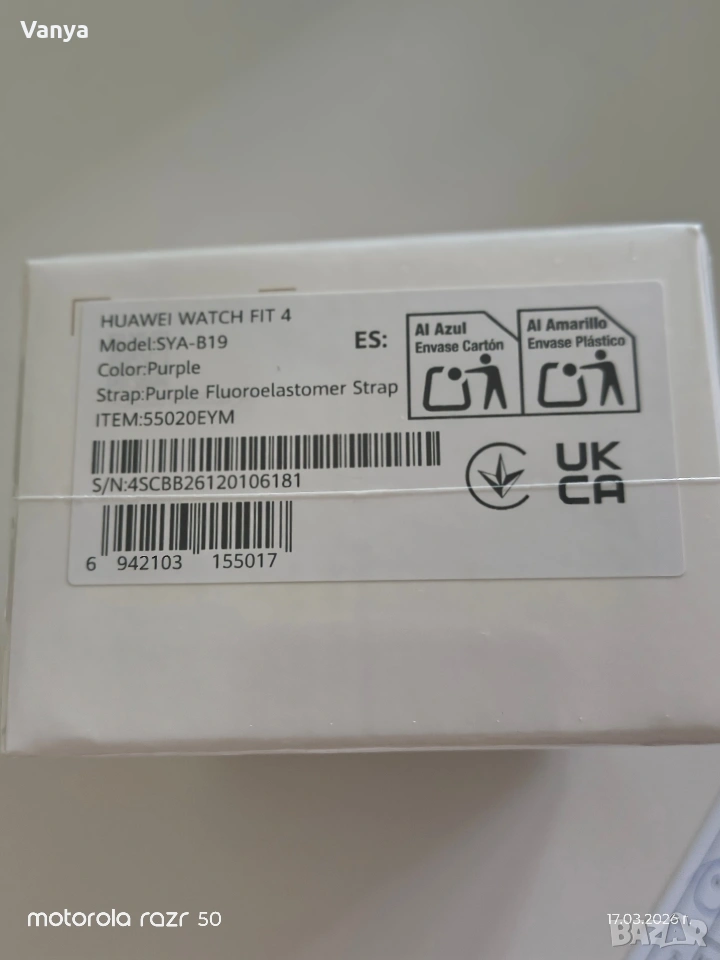 Vanya
HUAWEI WATCH FIT 4
Model:SYA-B19
Color:Purple
Strap:Purple Fluoroelastomer Strap
ITEM:55020EYM
ES:
Al Azul
Envase Cartón
Al Amarillo
Envase Plástico
S/N:4SCBB26120106181
UK
CA
6 942103 155017
motorola razr 50
17.03.2026 г.
BAZAR